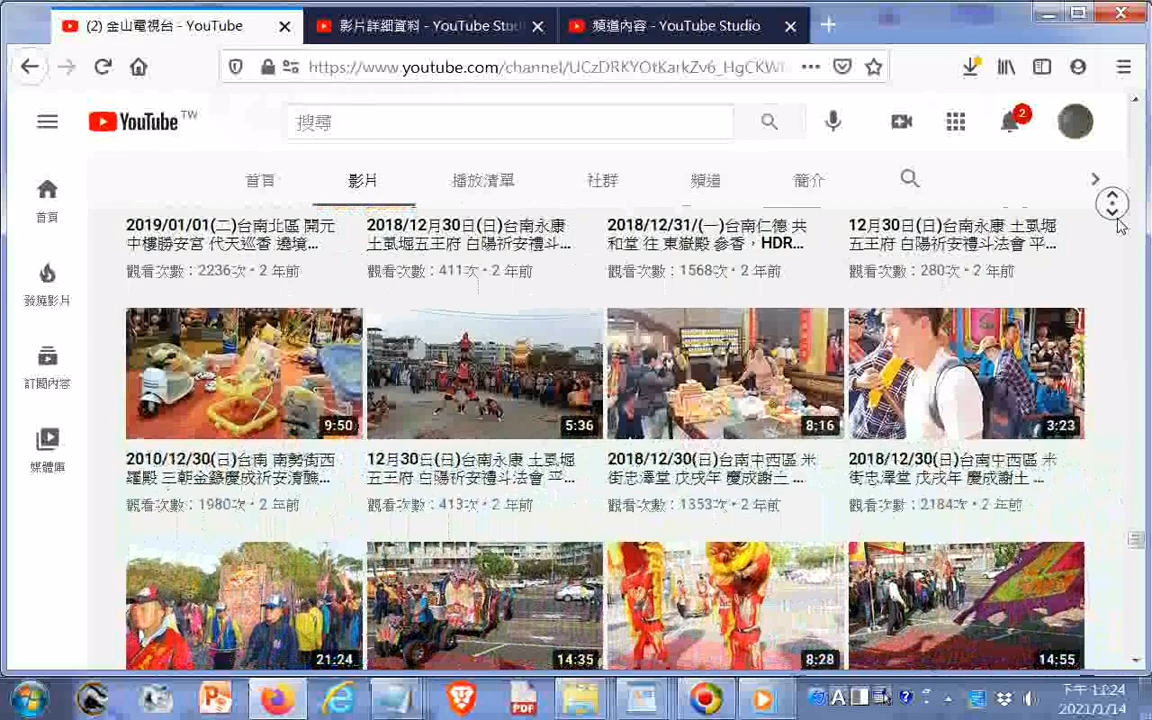 (2) 金山電視台 - YouTube
影片詳細資料 - YouTube Stu
頻道內容 - YouTube Studio
https://www.youtube.com/channel/UCzDRKYOtKarkZv6_HgCKW
YouTube TW
搜尋
2
首頁
影片
播放清單
社群
頻道
簡介
首頁
發燒影片
訂閱內容
媒體庫
2019/01/01(二)台南北區 開元
中樓勝安宮 代天巡香 遶境...
觀看次數：2236次 • 2 年前
2018/12月30日(日)台南永康
土虱堀五王府 白陽祈安禮斗...
觀看次數：411次 • 2 年前
2018/12/31/(一)台南仁德 共
和堂 往 東嶽殿 參香，HDR...
觀看次數：1568次 • 2 年前
12月30日(日)台南永康 土虱堀
五王府 白陽祈安禮斗法會 平...
觀看次數：280次 • 2 年前
9:50
5:36
8:16
3:23
2010/12/30(日)台南 南勢街西
羅殿 三朝金籙慶成祈安清醮...
觀看次數：1980次 • 2 年前
12月30日(日)台南永康 土虱堀
五王府 白陽祈安禮斗法會 平...
觀看次數：413次 • 2 年前
2018/12/30(日)台南中西區 米
街忠澤堂 戊戌年 慶成謝土 ...
觀看次數：1353次 • 2 年前
2018/12/30(日)台南中西區 米
街忠澤堂 戊戌年 慶成謝土 ...
觀看次數：2184次 • 2 年前
21:24
14:35
8:28
14:55
PDF
A
2021/1/14